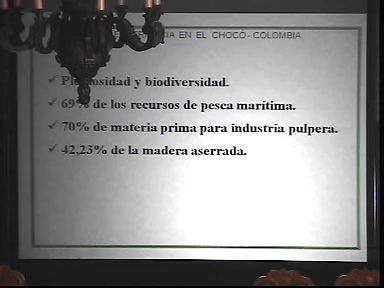 EN EL CHOCÓ - COLOMBIA
✓ y biodiversidad.
✓ 69% de los recursos de pesca marítima.
✓ 70% de materia prima para industria pulpera.
✓ 42,23% de la madera aserrada.